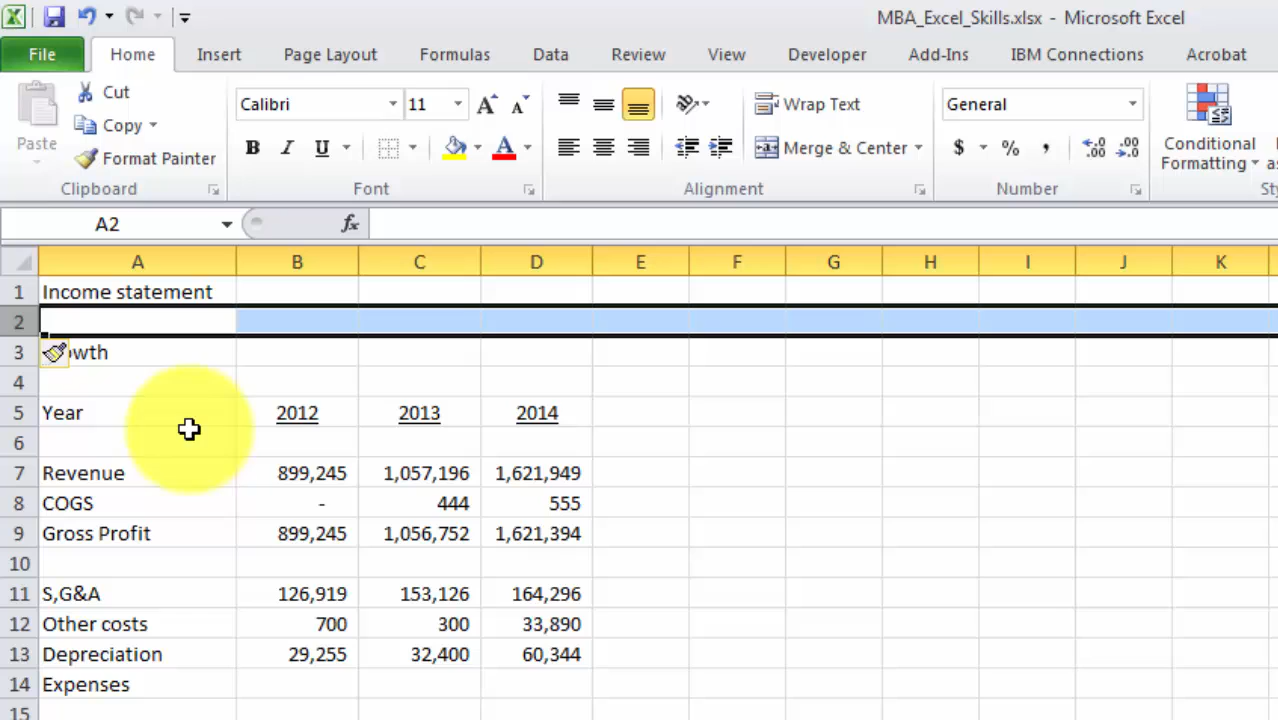 MBA_Excel_Skills.xlsx - Microsoft Excel
File Home Insert Page Layout Formulas Data Review View Developer Add-Ins IBM Connections Acrobat
Paste
Cut
Copy
Format Painter
Clipboard
Calibri 11
B I U A
Font
Wrap Text
Merge & Center
Alignment
General
$ % , .00 .00
Number
Conditional
Formatting
A2 fx
A B C D E F G H I J K
1 Income statement
2
3 owth
4
5 Year 2012 2013 2014
6
7 Revenue 899,245 1,057,196 1,621,949
8 COGS - 444 555
9 Gross Profit 899,245 1,056,752 1,621,394
10
11 S,G&A 126,919 153,126 164,296
12 Other costs 700 300 33,890
13 Depreciation 29,255 32,400 60,344
14 Expenses
15